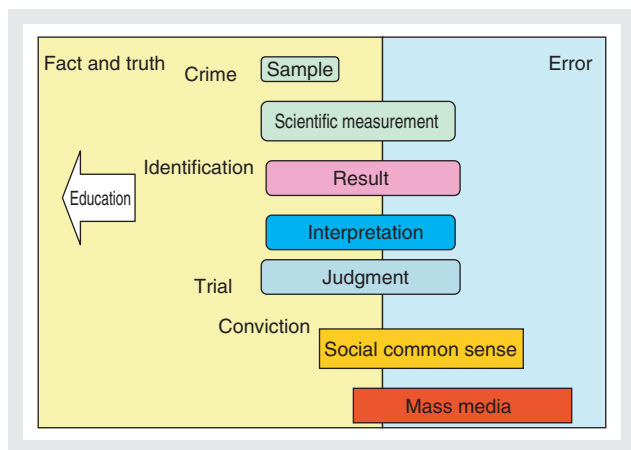 Fact and truth
Error
Crime
Sample
Scientific measurement
Identification
Result
Education
Interpretation
Judgment
Trial
Conviction
Social common sense
Mass media